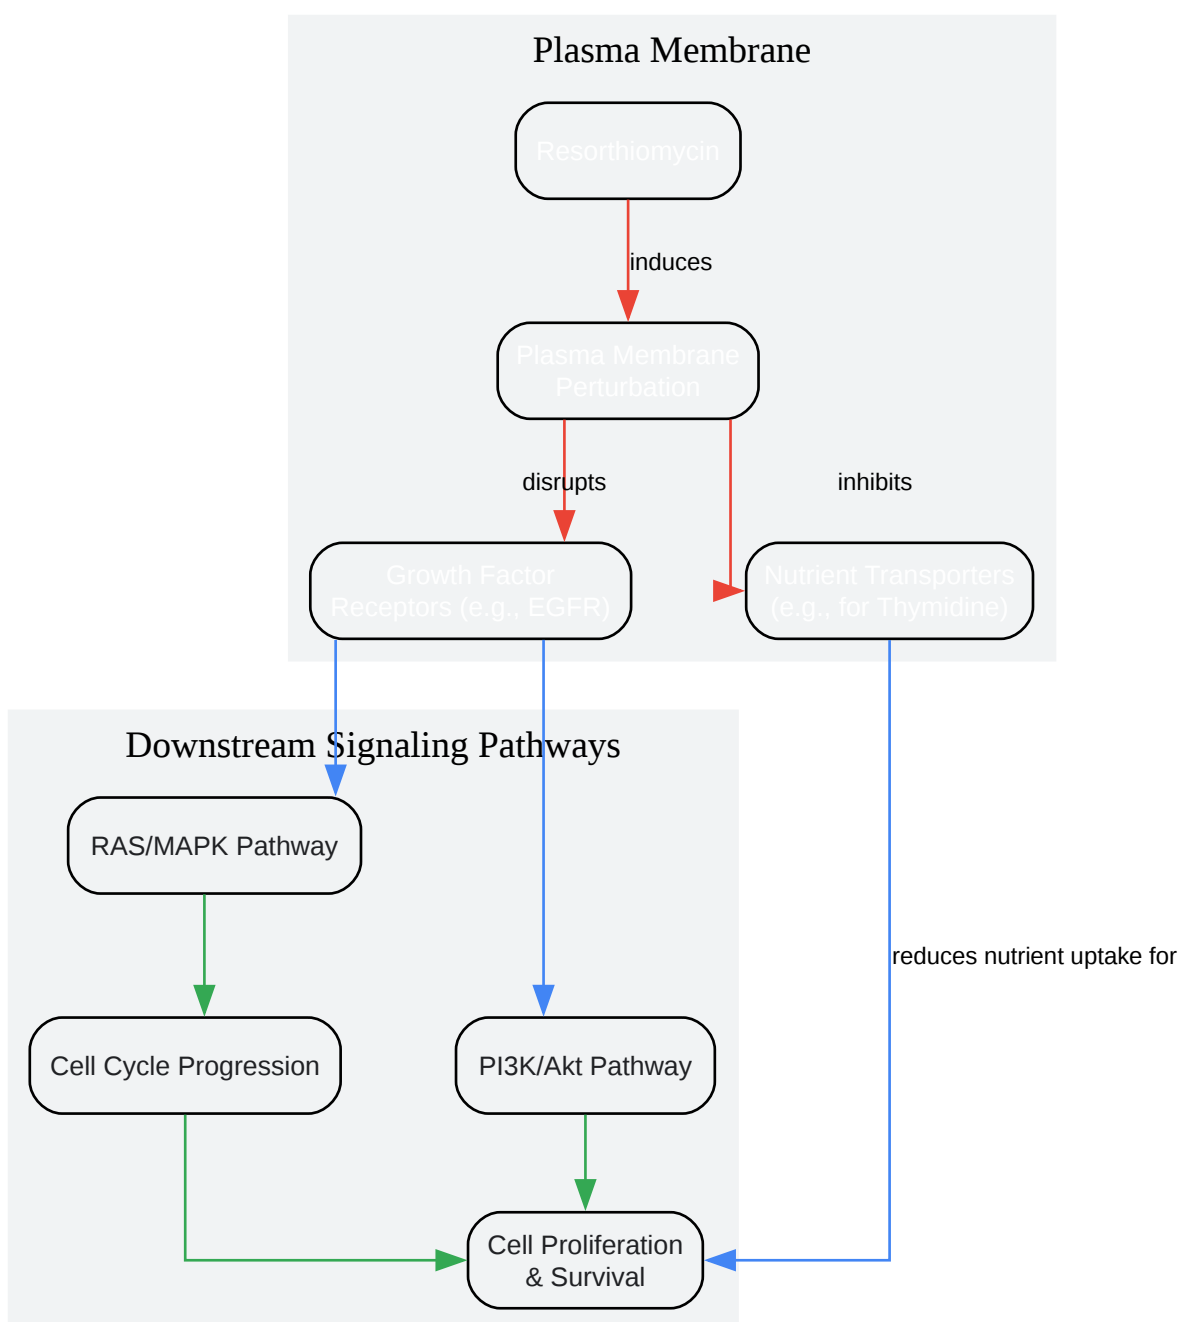 Plasma Membrane
Resorthiomycin
induces
Plasma Membrane
Perturbation
disrupts
inhibits
Growth Factor
Receptors (e.g., EGFR)
Nutrient Transporters
(e.g., for Thymidine)
Downstream Signaling Pathways
RAS/MAPK Pathway
reduces nutrient uptake for
Cell Cycle Progression
PI3K/Akt Pathway
Cell Proliferation
& Survival